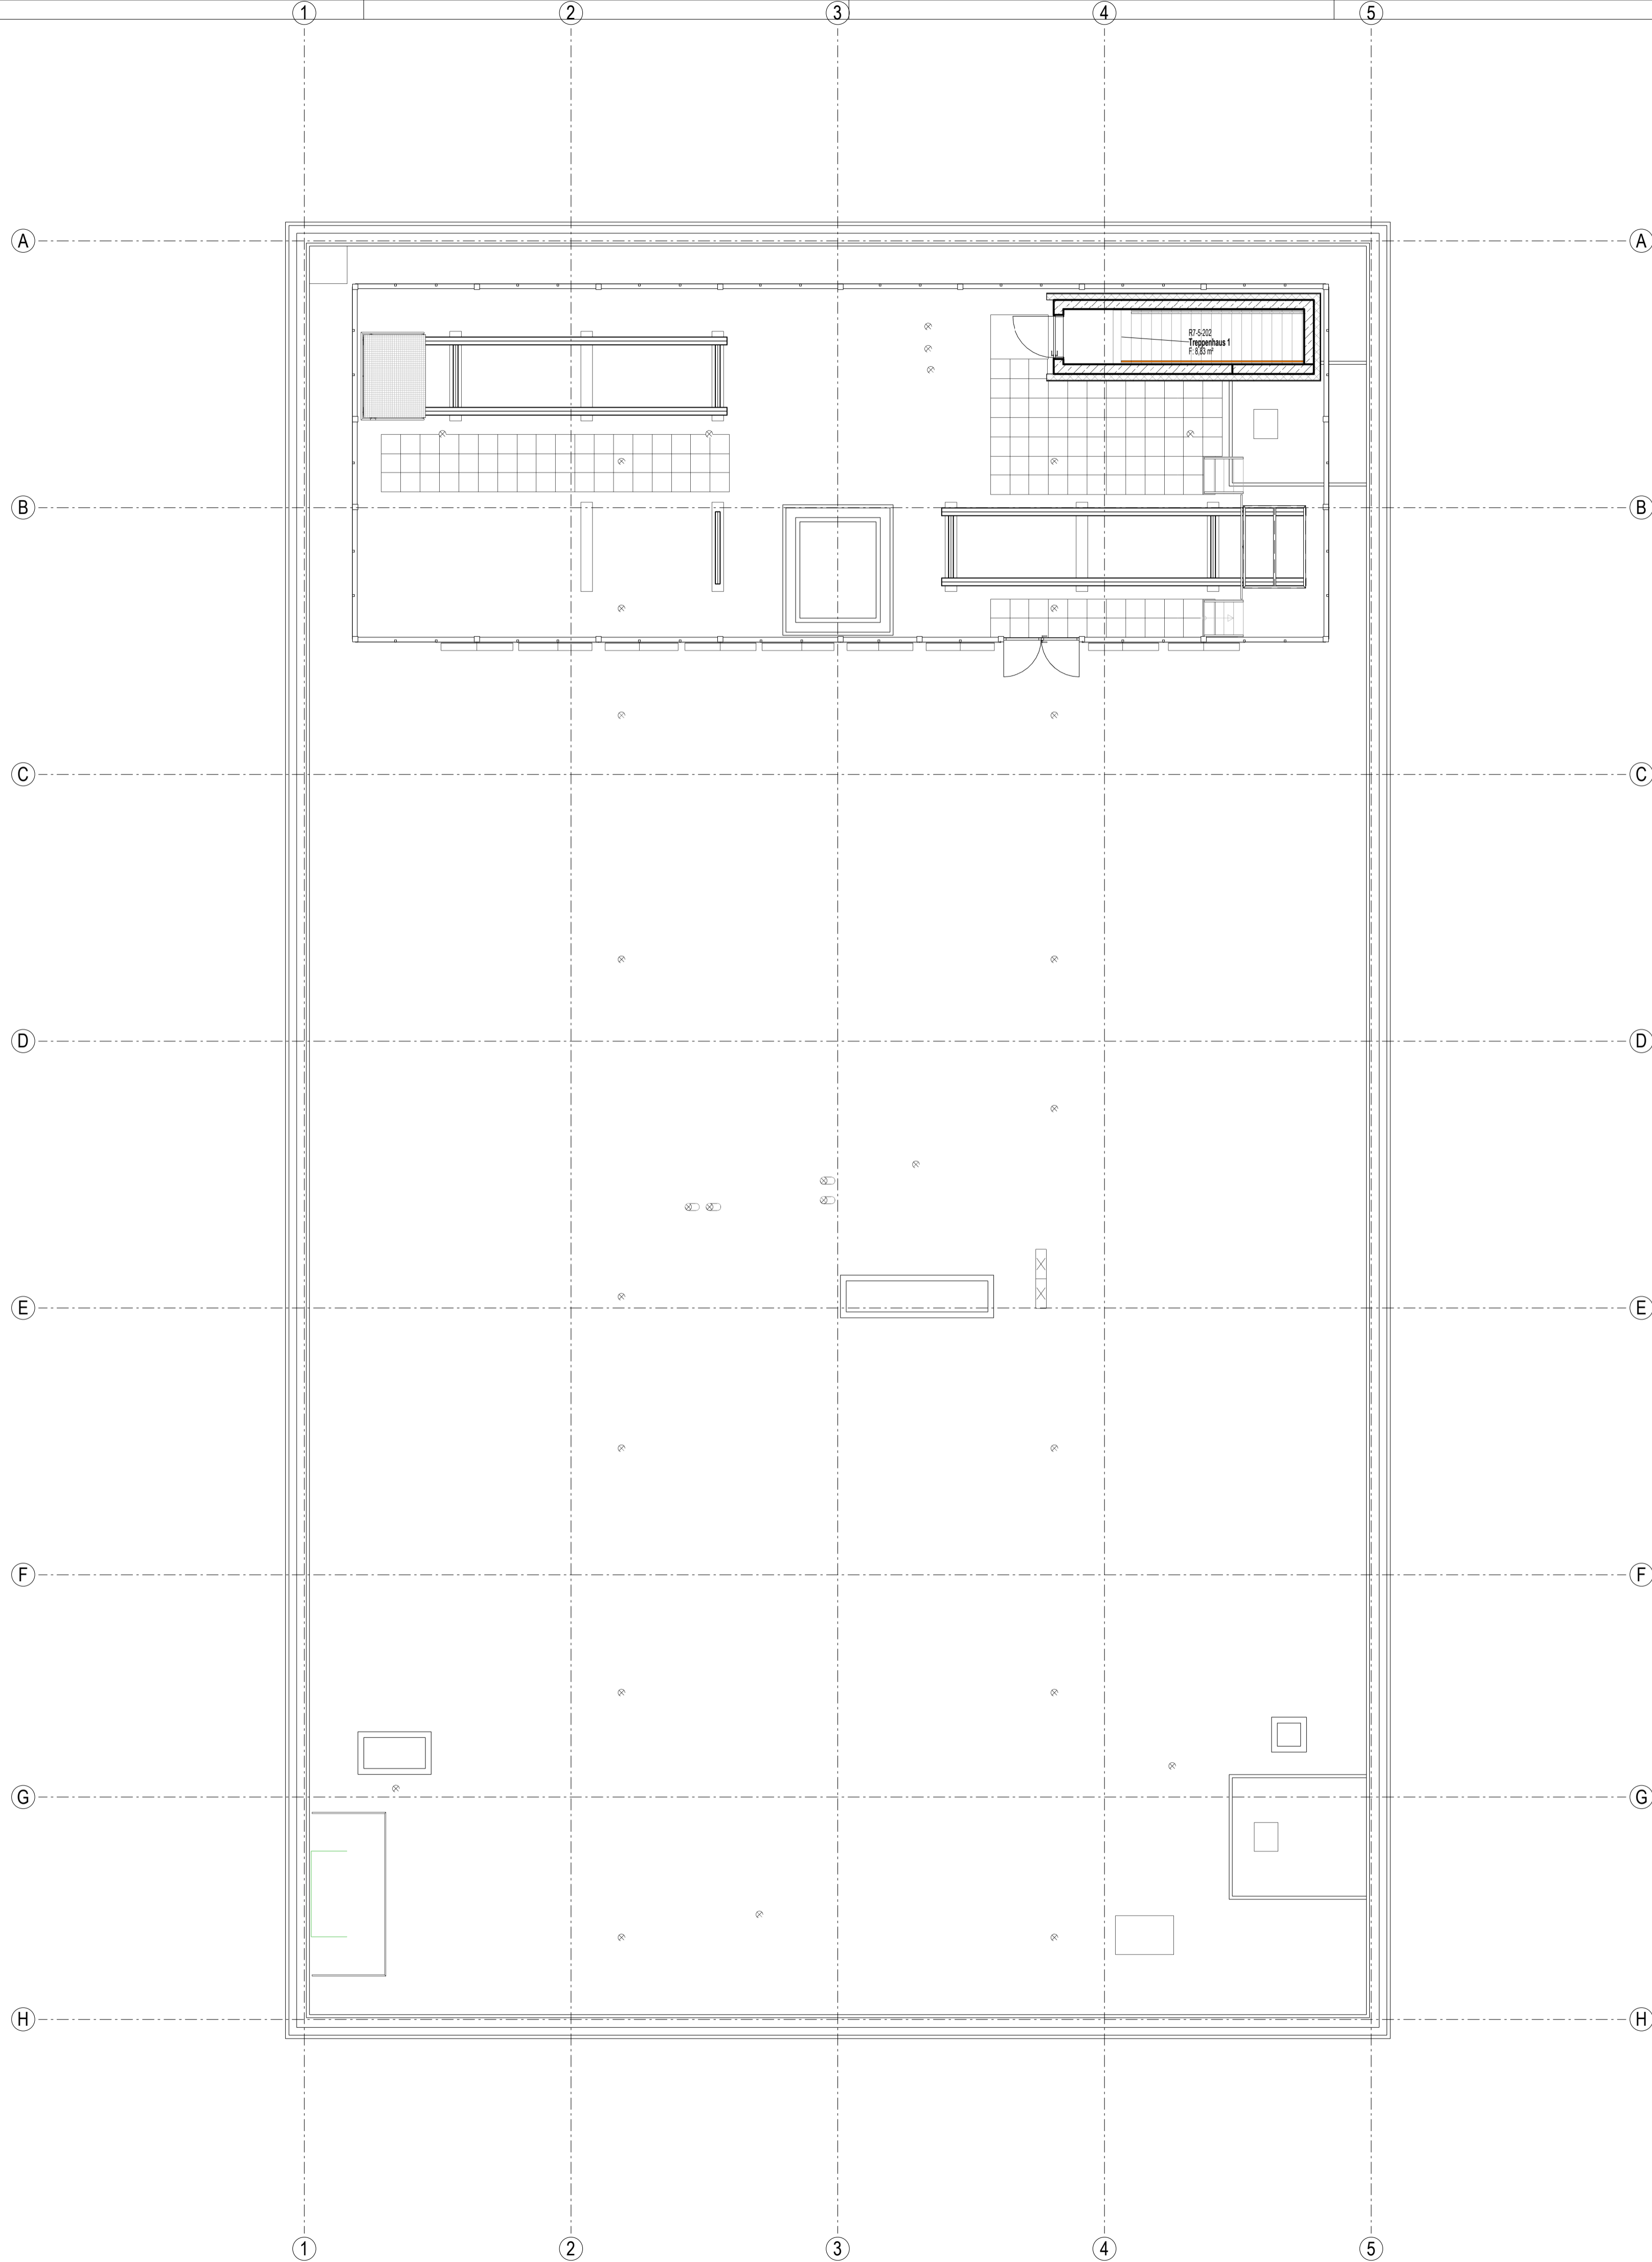 1 2 3 4 5
A A
R7-5-202
Treppenhaus 1
F: 8,83 m²
B B
C C
D D
E E
F F
G G
H H
1 2 3 4 5